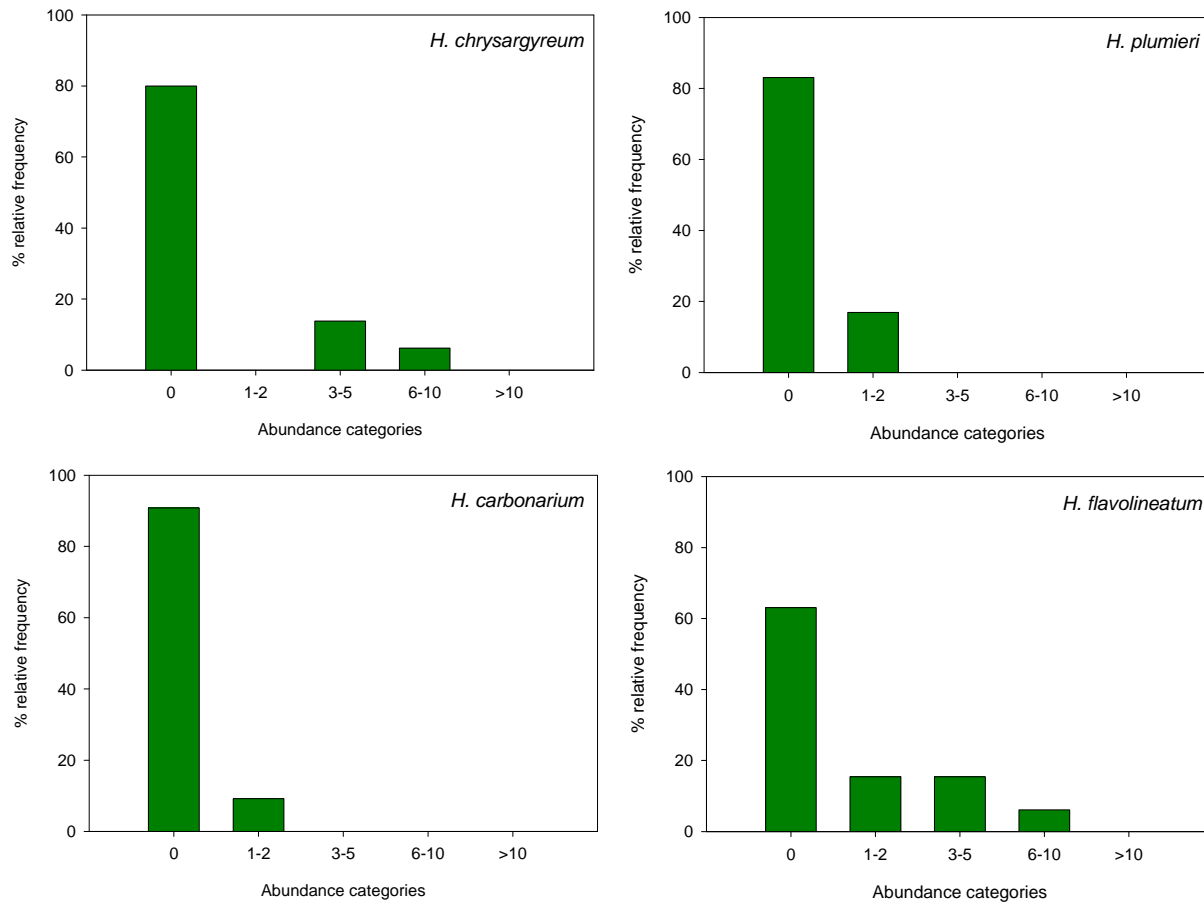 H. chrysargyreum
% relative frequency
100
80
60
40
20
0
0 1-2 3-5 6-10 >10
Abundance categories
H. plumieri
% relative frequency
100
80
60
40
20
0
0 1-2 3-5 6-10 >10
Abundance categories
H. carbonarium
% relative frequency
100
80
60
40
20
0
0 1-2 3-5 6-10 >10
Abundance categories
H. flavolineatum
% relative frequency
100
80
60
40
20
0
0 1-2 3-5 6-10 >10
Abundance categories